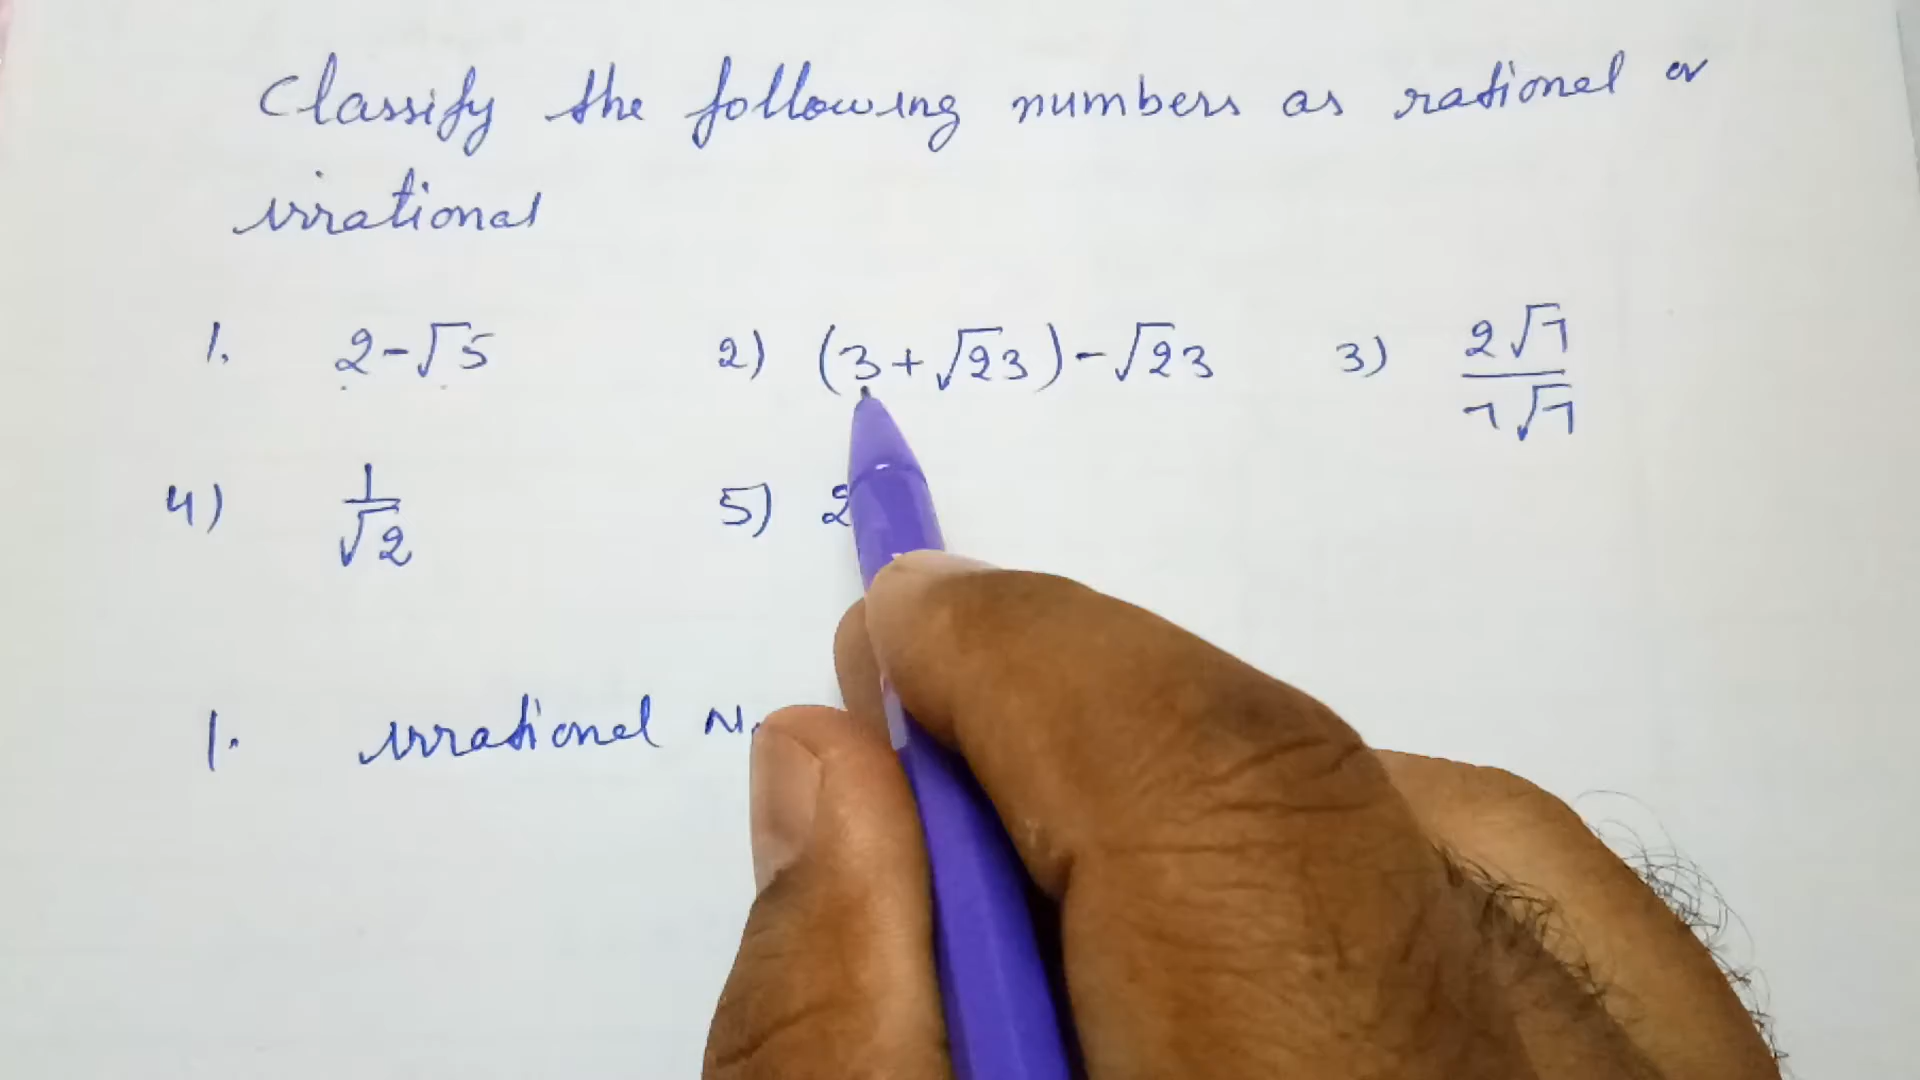 Classify the following numbers as rational or
irrational
1. 2-√5 2) (3+√23)-√23 3) 2√7/7√7
4) 1/√2 5) 2
1. irrational